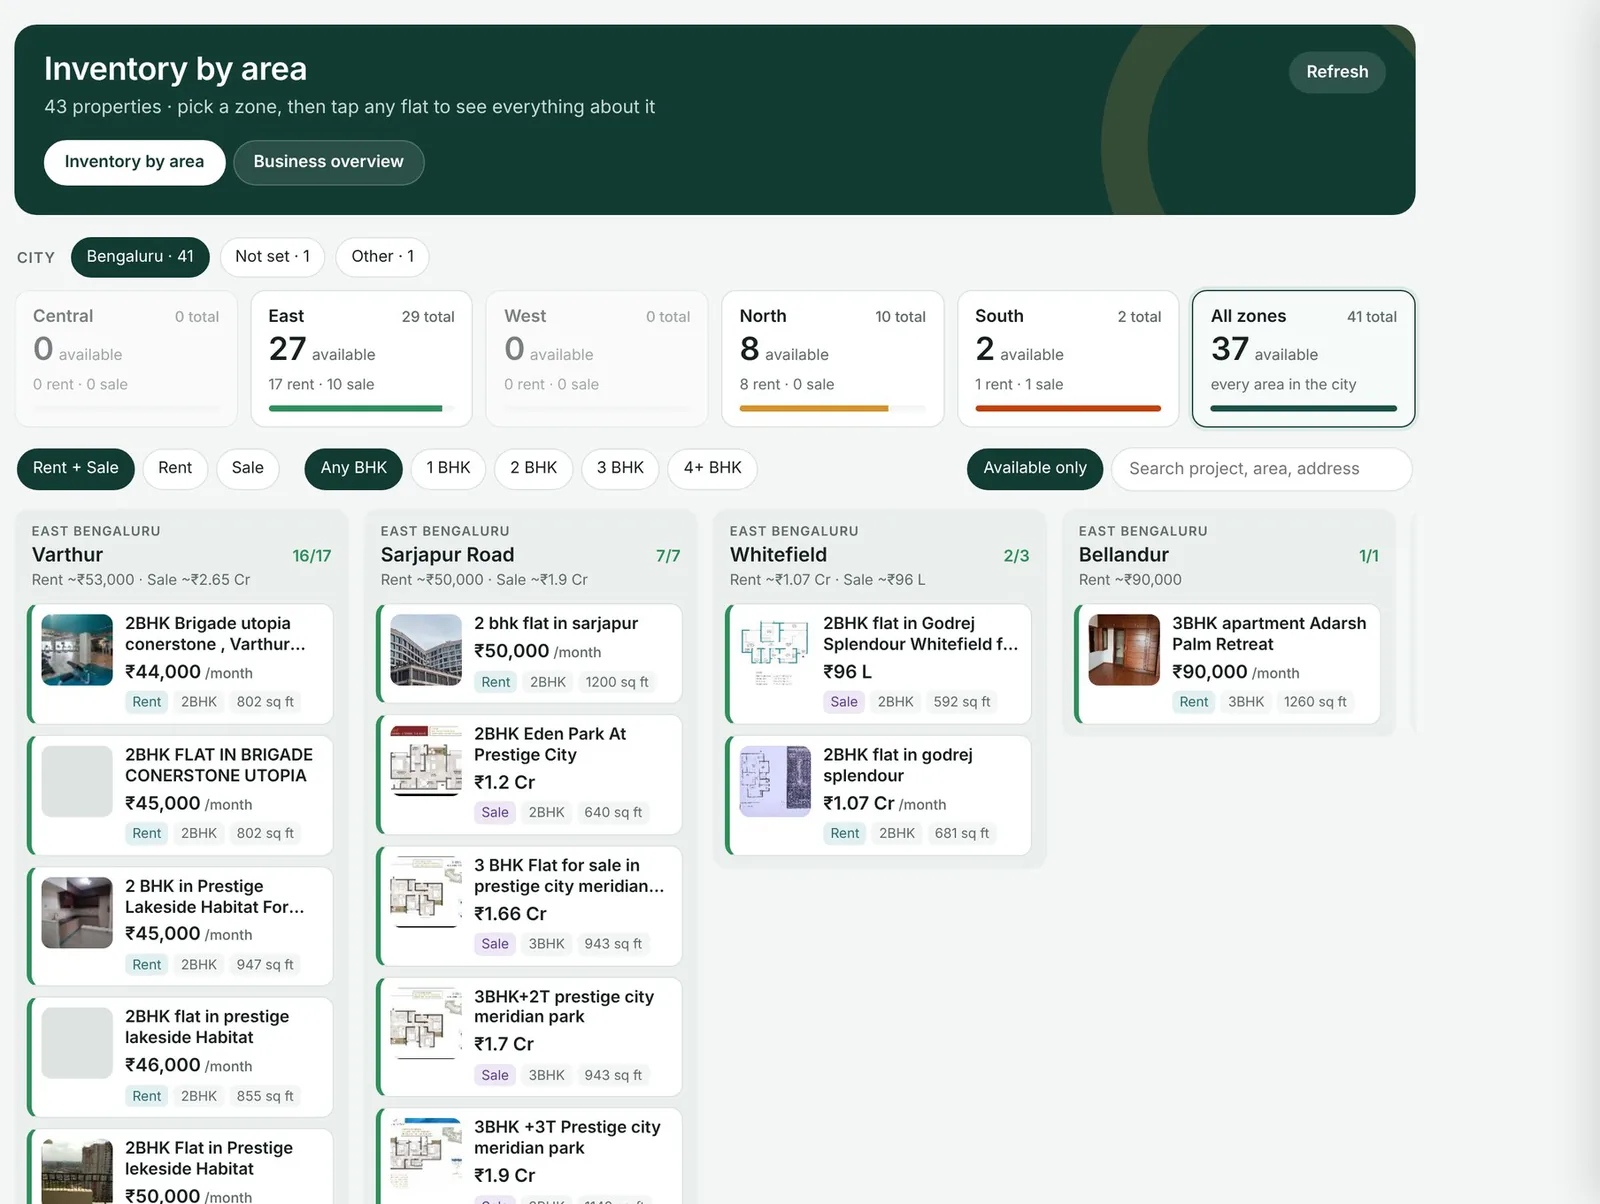 Inventory by area
Refresh
43 properties · pick a zone, then tap any flat to see everything about it
Inventory by area
Business overview
CITY
Bengaluru · 41
Not set · 1
Other · 1
Central
0 total
0 available
0 rent · 0 sale
East
29 total
27 available
17 rent · 10 sale
West
0 total
0 available
0 rent · 0 sale
North
10 total
8 available
8 rent · 0 sale
South
2 total
2 available
1 rent · 1 sale
All zones
41 total
37 available
every area in the city
Rent + Sale
Rent
Sale
Any BHK
1 BHK
2 BHK
3 BHK
4+ BHK
Available only
Search project, area, address
EAST BENGALURU
Varthur
16/17
Rent ~₹53,000 · Sale ~₹2.65 Cr
2BHK Brigade utopia
conerstone , Varthur...
₹44,000 /month
Rent
2BHK
802 sq ft
2BHK FLAT IN BRIGADE
CONERSTONE UTOPIA
₹45,000 /month
Rent
2BHK
802 sq ft
2 BHK in Prestige
Lakeside Habitat For...
₹45,000 /month
Rent
2BHK
947 sq ft
2BHK flat in prestige
lakeside Habitat
₹46,000 /month
Rent
2BHK
855 sq ft
2BHK Flat in Prestige
lekeside Habitat
₹50,000 /month
EAST BENGALURU
Sarjapur Road
7/7
Rent ~₹50,000 · Sale ~₹1.9 Cr
2 bhk flat in sarjapur
₹50,000 /month
Rent
2BHK
1200 sq ft
2BHK Eden Park At
Prestige City
₹1.2 Cr
Sale
2BHK
640 sq ft
3 BHK Flat for sale in
prestige city meridian...
₹1.66 Cr
Sale
3BHK
943 sq ft
3BHK+2T prestige city
meridian park
₹1.7 Cr
Sale
3BHK
943 sq ft
3BHK +3T Prestige city
meridian park
₹1.9 Cr
EAST BENGALURU
Whitefield
2/3
Rent ~₹1.07 Cr · Sale ~₹96 L
2BHK flat in Godrej
Splendour Whitefield f...
₹96 L
Sale
2BHK
592 sq ft
2BHK flat in godrej
splendour
₹1.07 Cr /month
Rent
2BHK
681 sq ft
EAST BENGALURU
Bellandur
1/1
Rent ~₹90,000
3BHK apartment Adarsh
Palm Retreat
₹90,000 /month
Rent
3BHK
1260 sq ft